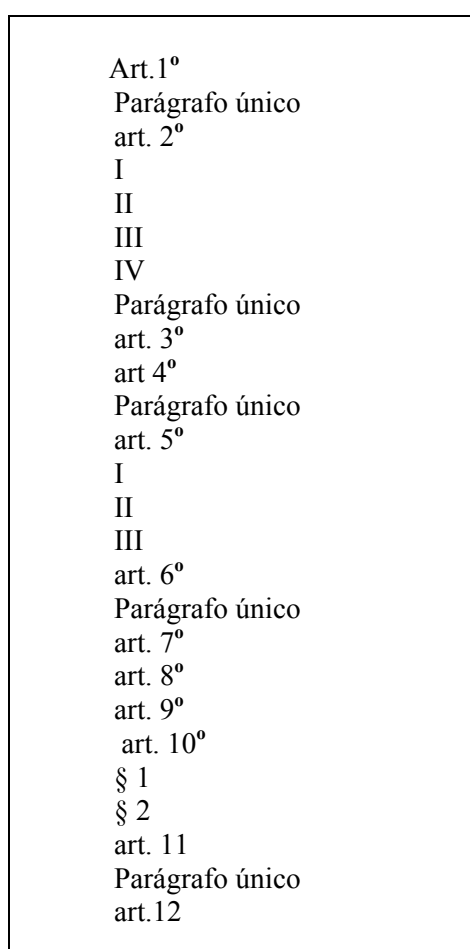 Art.1º
Parágrafo único
art. 2º
I
II
III
IV
Parágrafo único
art. 3º
art 4º
Parágrafo único
art. 5º
I
II
III
art. 6º
Parágrafo único
art. 7º
art. 8º
art. 9º
art. 10º
§ 1
§ 2
art. 11
Parágrafo único
art.12